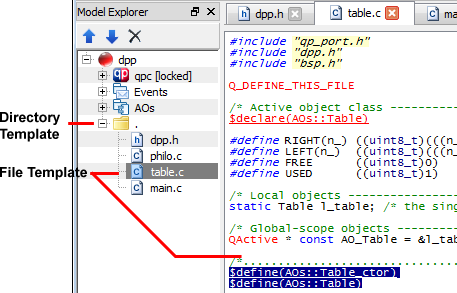 Model Explorer
dpp.h
table.c
ma
dpp
qpc [locked]
Events
AOs
.
dpp.h
philo.c
table.c
main.c
Directory
Template
File Template
#include "qp_port.h"
#include "dpp.h"
#include "bsp.h"
Q_DEFINE_THIS_FILE
/* Active object class ----------
$declare(AOs::Table)
#define RIGHT(n_) ((uint8_t)(((n
#define LEFT(n_)  ((uint8_t)(((n
#define FREE      ((uint8_t)0)
#define USED      ((uint8_t)1)
/* Local objects ---------------
static Table l_table; /* the sing
/* Global-scope objects --------
QActive * const AO_Table = &l_tab
/*..............................
$define(AOs::Table_ctor)
$define(AOs::Table)